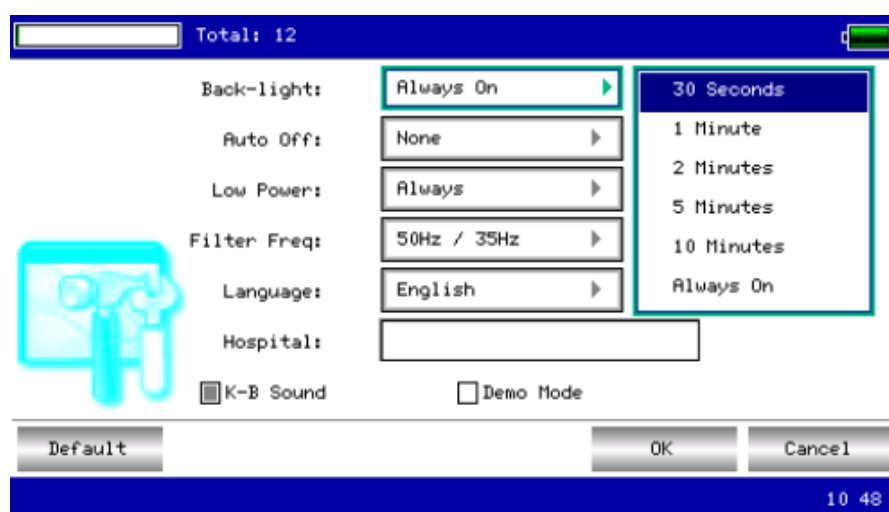 Total: 12
Back-light: Always On
30 Seconds
1 Minute
Auto Off: None
2 Minutes
Low Power: Always
5 Minutes
Filter Freq: 50Hz / 35Hz
10 Minutes
Language: English
Always On
Hospital:
K-B Sound Demo Mode
Default OK Cancel
10 48